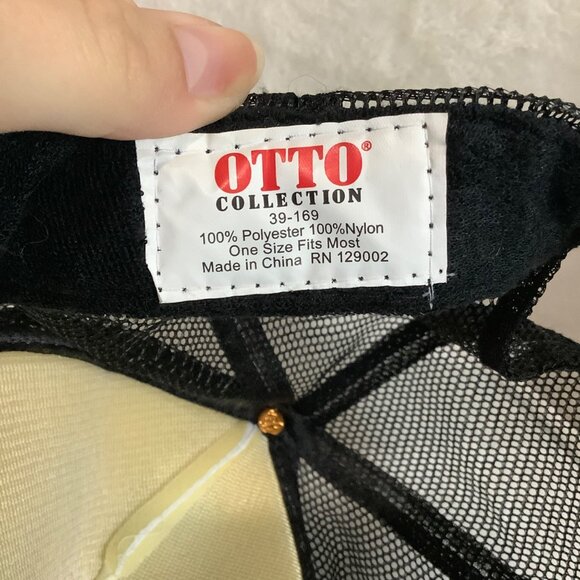 OTTO®
COLLECTION
39-169
100% Polyester 100%Nylon
One Size Fits Most
Made in China RN 129002